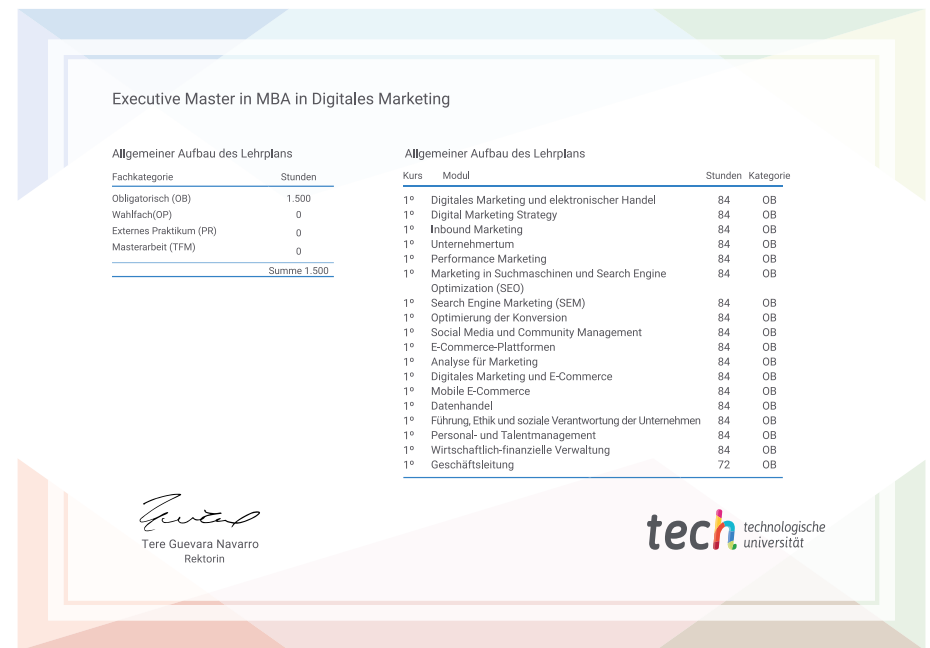 Executive Master in MBA in Digitales Marketing
Allgemeiner Aufbau des Lehrplans
Fachkategorie Stunden
Obligatorisch (OB) 1.500
Wahlfach(OP) 0
Externes Praktikum (PR) 0
Masterarbeit (TFM) 0
Summe 1.500
Allgemeiner Aufbau des Lehrplans
Kurs Modul Stunden Kategorie
1º Digitales Marketing und elektronischer Handel 84 OB
1º Digital Marketing Strategy 84 OB
1º Inbound Marketing 84 OB
1º Unternehmertum 84 OB
1º Performance Marketing 84 OB
1º Marketing in Suchmaschinen und Search Engine 84 OB
Optimization (SEO)
1º Search Engine Marketing (SEM) 84 OB
1º Optimierung der Konversion 84 OB
1º Social Media und Community Management 84 OB
1º E-Commerce-Plattformen 84 OB
1º Analyse für Marketing 84 OB
1º Digitales Marketing und E-Commerce 84 OB
1º Mobile E-Commerce 84 OB
1º Datenhandel 84 OB
1º Führung, Ethik und soziale Verantwortung der Unternehmen 84 OB
1º Personal- und Talentmanagement 84 OB
1º Wirtschaftlich-finanzielle Verwaltung 84 OB
1º Geschäftsleitung 72 OB
Tere Guevara Navarro
Rektorin
tech technologische
universität